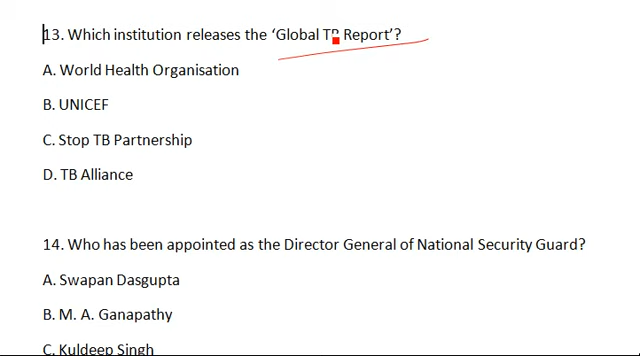 13. Which institution releases the ‘Global TB Report’?
A. World Health Organisation
B. UNICEF
C. Stop TB Partnership
D. TB Alliance
14. Who has been appointed as the Director General of National Security Guard?
A. Swapan Dasgupta
B. M. A. Ganapathy
C. Kuldeep Singh